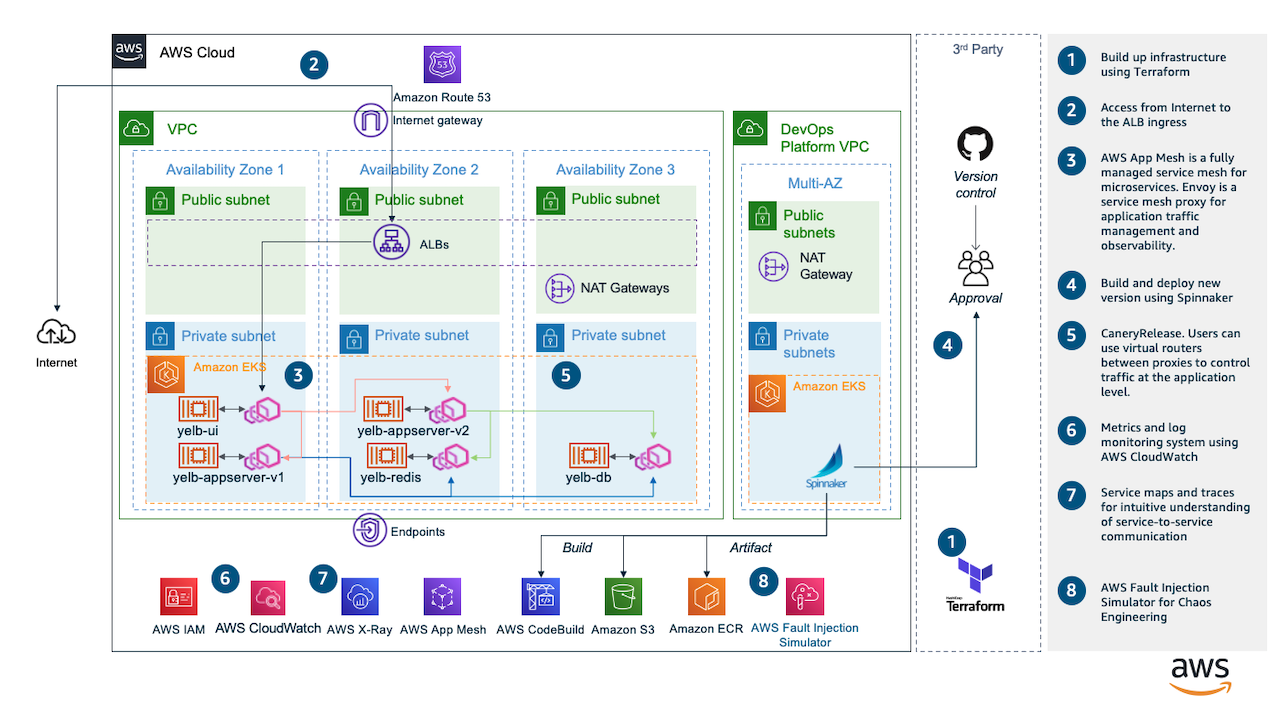 aws
AWS Cloud
2
53
Amazon Route 53
Internet gateway
VPC
Availability Zone 1
Availability Zone 2
Availability Zone 3
Public subnet
Public subnet
Public subnet
ALBs
NAT Gateways
Private subnet
Private subnet
Private subnet
Amazon EKS
3
5
yelb-ui
yelb-appserver-v2
yelb-appserver-v1
yelb-redis
yelb-db
Endpoints
Internet
DevOps
Platform VPC
Multi-AZ
Public
subnets
NAT
Gateway
Private
subnets
Amazon EKS
Spinnaker
Build
Artifact
6
7
8
AWS IAM
AWS CloudWatch
AWS X-Ray
AWS App Mesh
AWS CodeBuild
Amazon S3
Amazon ECR
AWS Fault Injection
Simulator
3rd Party
Version
control
Approval
4
1
HashiCorp
Terraform
1
Build up infrastructure
using Terraform
2
Access from Internet to
the ALB ingress
3
AWS App Mesh is a fully
managed service mesh for
microservices. Envoy is a
service mesh proxy for
application traffic
management and
observability.
4
Build and deploy new
version using Spinnaker
5
CaneryRelease. Users can
use virtual routers
between proxies to control
traffic at the application
level.
6
Metrics and log
monitoring system using
AWS CloudWatch
7
Service maps and traces
for intuitive understanding
of service-to-service
communication
8
AWS Fault Injection
Simulator for Chaos
Engineering
aws